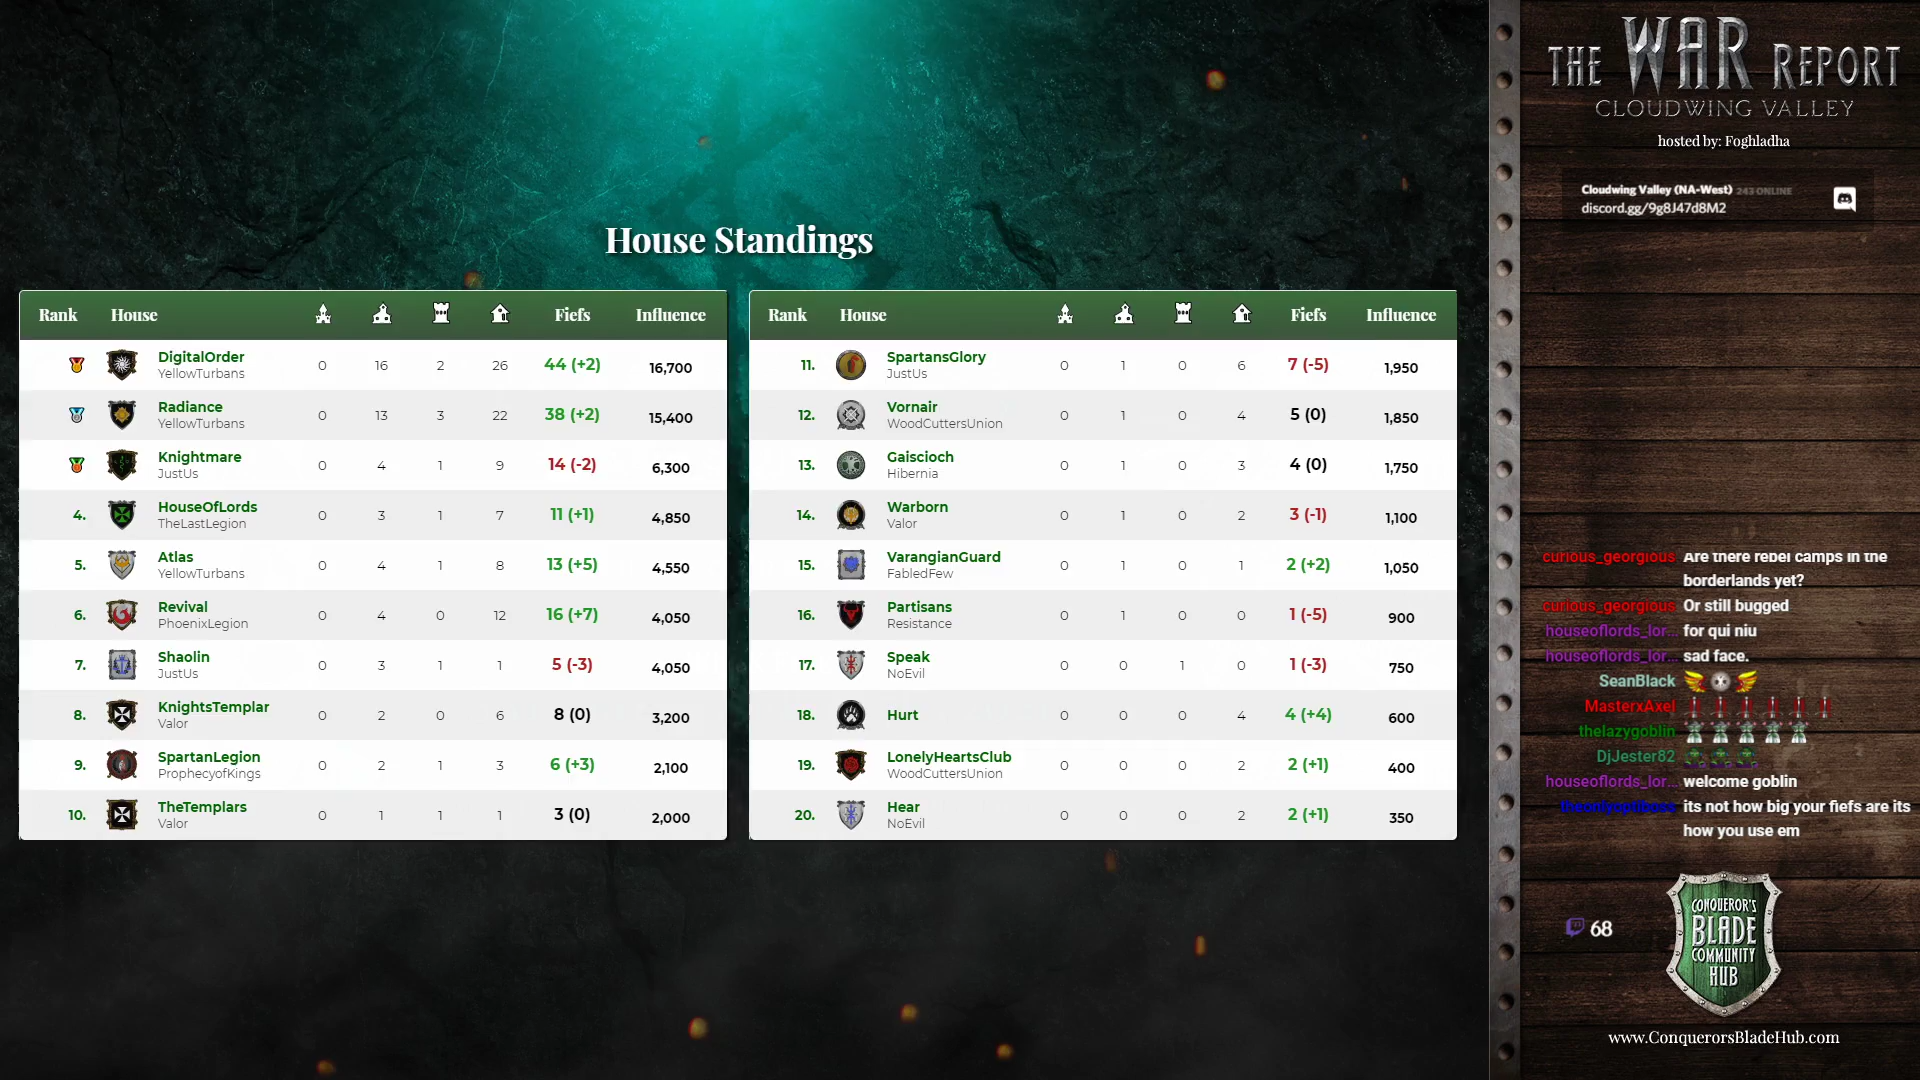 House Standings
Rank House Fiefs Influence
DigitalOrder 0 16 2 26 44 (+2) 16,700
YellowTurbans
Radiance 0 13 3 22 38 (+2) 15,400
YellowTurbans
Knightmare 0 4 1 9 14 (-2) 6,300
JustUs
4. HouseOfLords 0 3 1 7 11 (+1) 4,850
TheLastLegion
5. Atlas 0 4 1 8 13 (+5) 4,550
YellowTurbans
6. Revival 0 4 0 12 16 (+7) 4,050
PhoenixLegion
7. Shaolin 0 3 1 1 5 (-3) 4,050
JustUs
8. KnightsTemplar 0 2 0 6 8 (0) 3,200
Valor
9. SpartanLegion 0 2 1 3 6 (+3) 2,100
ProphecyofKings
10. TheTemplars 0 1 1 1 3 (0) 2,000
Valor
Rank House Fiefs Influence
11. SpartansGlory 0 1 0 6 7 (-5) 1,950
JustUs
12. Vornair 0 1 0 4 5 (0) 1,850
WoodCuttersUnion
13. Gaiscioch 0 1 0 3 4 (0) 1,750
Hibernia
14. Warborn 0 1 0 2 3 (-1) 1,100
Valor
15. VarangianGuard 0 1 0 1 2 (+2) 1,050
FabledFew
16. Partisans 0 1 0 0 1 (-5) 900
Resistance
17. Speak 0 0 1 0 1 (-3) 750
NoEvil
18. Hurt 0 0 0 4 4 (+4) 600
19. LonelyHeartsClub 0 0 0 2 2 (+1) 400
WoodCuttersUnion
20. Hear 0 0 0 2 2 (+1) 350
NoEvil
THE WAR REPORT
CLOUDWING VALLEY
hosted by: Foghladha
Cloudwing Valley (NA-West) 243 ONLINE
discord.gg/9g8J47d8M2
curious_georgious Are there rebel camps in the
borderlands yet?
curious_georgious Or still bugged
houseoflords_lor... for qui niu
houseoflords_lor... sad face.
SeanBlack
MasterxAxel
thelazygoblin
DjJester82
houseoflords_lor... welcome goblin
its not how big your fiefs are its
how you use em
68
CONQUEROR'S
BLADE
COMMUNITY
HUB
www.ConquerorsBladeHub.com